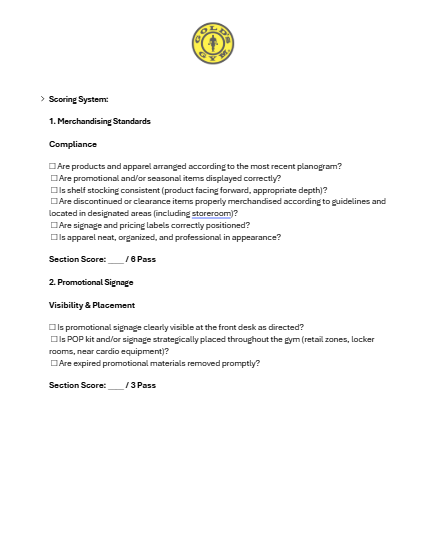 GOLD'S GYM.
Scoring System:
1. Merchandising Standards
Compliance
☐ Are products and apparel arranged according to the most recent planogram?
☐ Are promotional and/or seasonal items displayed correctly?
☐ Is shelf stocking consistent (product facing forward, appropriate depth)?
☐ Are discontinued or clearance items properly merchandised according to guidelines and
located in designated areas (including storeroom)?
☐ Are signage and pricing labels correctly positioned?
☐ Is apparel neat, organized, and professional in appearance?
Section Score: ____ / 6 Pass
2. Promotional Signage
Visibility & Placement
☐ Is promotional signage clearly visible at the front desk as directed?
☐ Is POP kit and/or signage strategically placed throughout the gym (retail zones, locker
rooms, near cardio equipment)?
☐ Are expired promotional materials removed promptly?
Section Score: ____ / 3 Pass